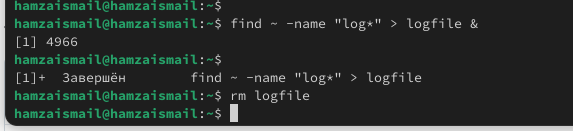 hamzaismail@hamzaismail:~$
hamzaismail@hamzaismail:~$ find ~ -name "log*" > logfile &
[1] 4966
hamzaismail@hamzaismail:~$
[1]+  Завершён        find ~ -name "log*" > logfile
hamzaismail@hamzaismail:~$ rm logfile
hamzaismail@hamzaismail:~$